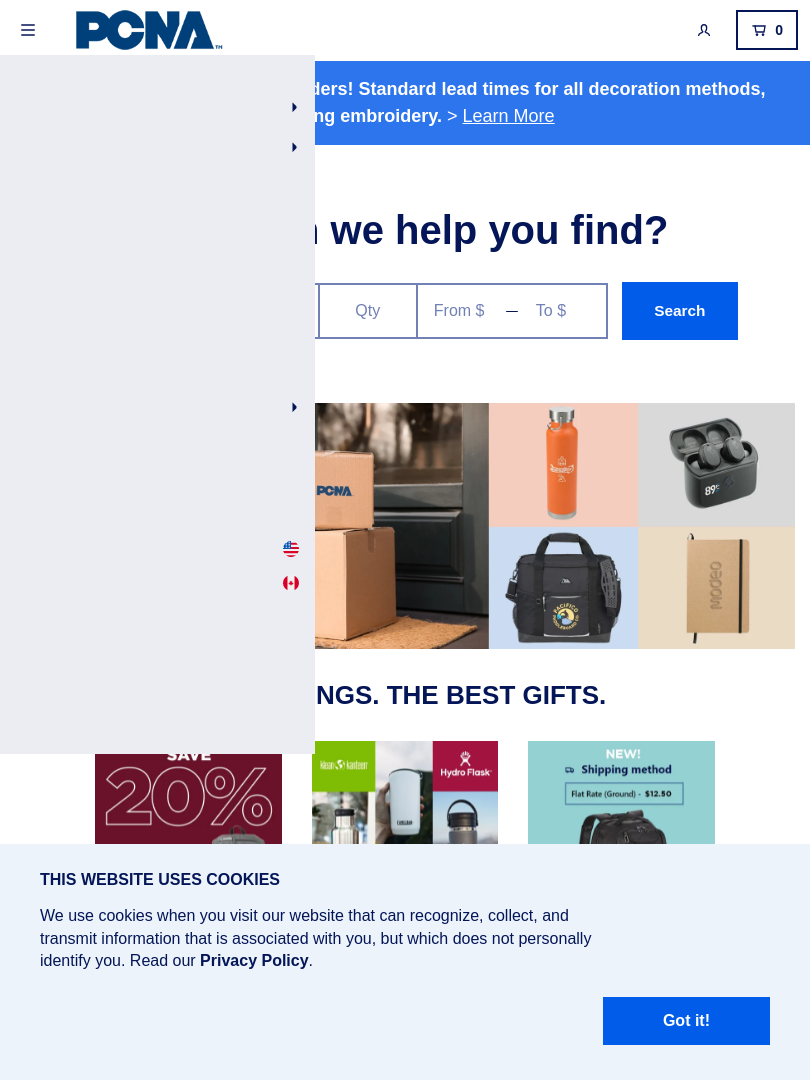 PCNA™
0
ders! Standard lead times for all decoration methods,
ng embroidery. > Learn More
we help you find?
Qty
From $ — To $
Search
PCNA
89%
PACIFICO
MODEO
NGS. THE BEST GIFTS.
SAVE
20%
klean kanteen
Hydro Flask
CAMELBAK
NEW!
Shipping method
Flat Rate (Ground) - $12.50
THIS WEBSITE USES COOKIES
We use cookies when you visit our website that can recognize, collect, and
transmit information that is associated with you, but which does not personally
identify you. Read our Privacy Policy.
Got it!